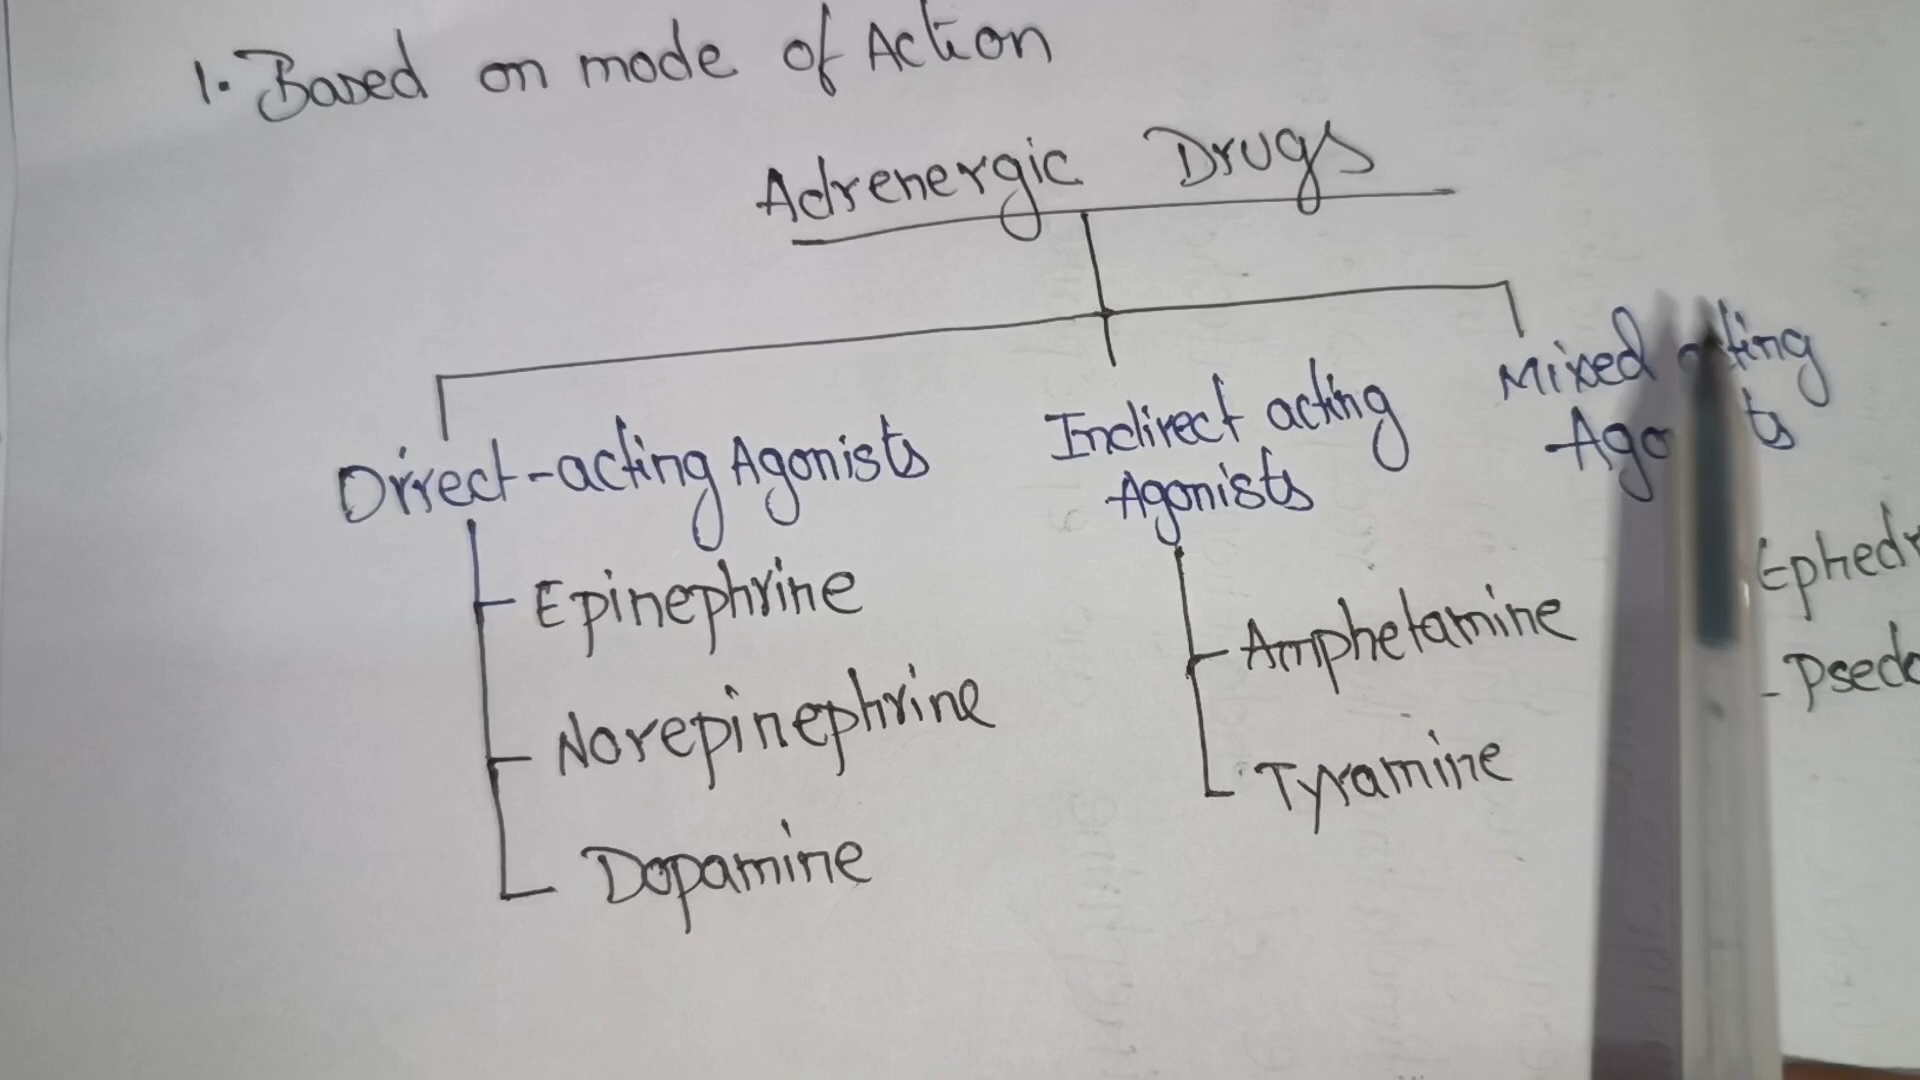 1. Based on mode of Action
Adrenergic Drugs
Direct-acting Agonists
Epinephrine
Norepinephrine
Dopamine
Indirect acting
Agonists
Amphetamine
Tyramine
Mixed acting